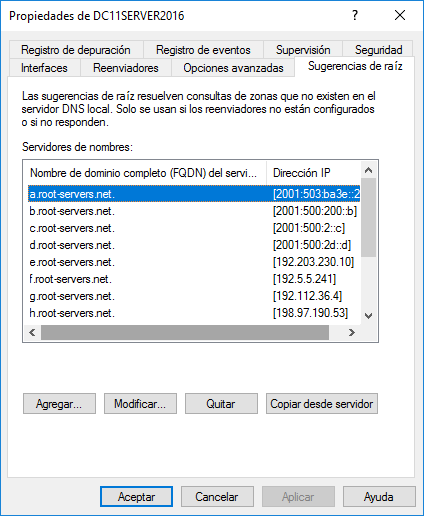 Propiedades de DC11SERVER2016
Registro de depuración Registro de eventos Supervisión Seguridad
Interfaces Reenviadores Opciones avanzadas Sugerencias de raíz
Las sugerencias de raíz resuelven consultas de zonas que no existen en el
servidor DNS local. Solo se usan si los reenviadores no están configurados
o si no responden.
Servidores de nombres:
Nombre de dominio completo (FQDN) del servi... Dirección IP
a.root-servers.net. [2001:503:ba3e::2
b.root-servers.net. [2001:500:200::b]
c.root-servers.net. [2001:500:2::c]
d.root-servers.net. [2001:500:2d::d]
e.root-servers.net. [192.203.230.10]
f.root-servers.net. [192.5.5.241]
g.root-servers.net. [192.112.36.4]
h.root-servers.net. [198.97.190.53]
Agregar... Modificar... Quitar Copiar desde servidor
Aceptar Cancelar Aplicar Ayuda